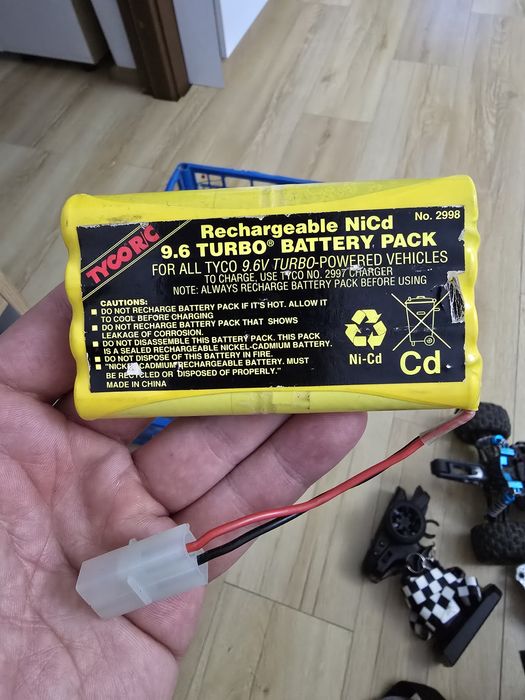 TYCO R/C
Rechargeable NiCd
No. 2998
9.6 TURBO® BATTERY PACK
FOR ALL TYCO 9.6V TURBO-POWERED VEHICLES
TO CHARGE, USE TYCO NO. 2997 CHARGER
NOTE: ALWAYS RECHARGE BATTERY PACK BEFORE USING
CAUTIONS:
■ DO NOT RECHARGE BATTERY PACK IF IT'S HOT. ALLOW IT
TO COOL BEFORE CHARGING
■ DO NOT RECHARGE BATTERY PACK THAT SHOWS
LEAKAGE OF CORROSION.
■ DO NOT DISASSEMBLE THIS BATTERY PACK. THIS PACK
IS A SEALED RECHARGEABLE NICKEL-CADMIUM BATTERY.
■ DO NOT DISPOSE OF THIS BATTERY IN FIRE.
■ "NICKEL-CADMIUM RECHARGEABLE BATTERY. MUST
BE RECYCLED OR DISPOSED OF PROPERLY."
MADE IN CHINA
Ni-Cd
Cd